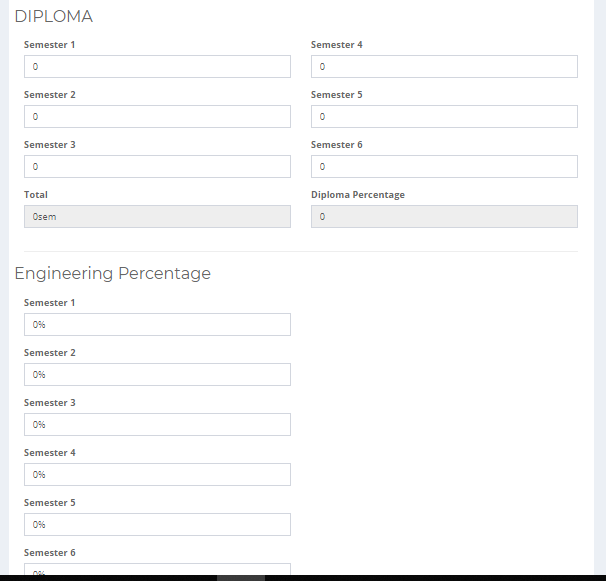 DIPLOMA
Semester 1
0
Semester 4
0
Semester 2
0
Semester 5
0
Semester 3
0
Semester 6
0
Total
0sem
Diploma Percentage
0
Engineering Percentage
Semester 1
0%
Semester 2
0%
Semester 3
0%
Semester 4
0%
Semester 5
0%
Semester 6
0%